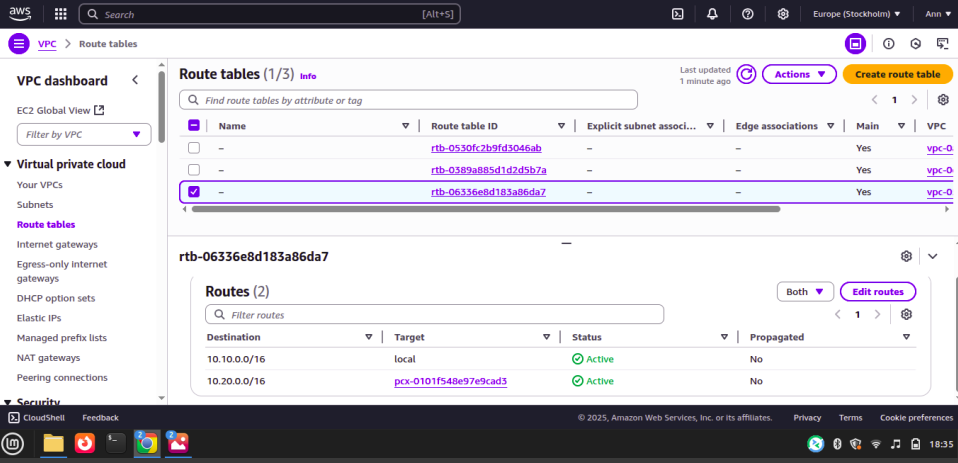 aws
Search
[Alt+S]
Europe (Stockholm)
Ann
VPC
Route tables
VPC dashboard
EC2 Global View
Filter by VPC
Virtual private cloud
Your VPCs
Subnets
Route tables
Internet gateways
Egress-only internet
gateways
DHCP option sets
Elastic IPs
Managed prefix lists
NAT gateways
Peering connections
Security
Route tables (1/3) Info
Last updated
1 minute ago
Actions
Create route table
Find route tables by attribute or tag
1
Name Route table ID Explicit subnet associ... Edge associations Main VPC
– rtb-0530fc2b9fd3046ab – – Yes vpc-0
– rtb-0389a885d1d2d5b7a – – Yes vpc-0
– rtb-06336e8d183a86da7 – – Yes vpc-0
rtb-06336e8d183a86da7
Routes (2)
Both
Edit routes
Filter routes
1
Destination Target Status Propagated
10.10.0.0/16 local Active No
10.20.0.0/16 pcx-0101f548e97e9cad3 Active No
CloudShell Feedback
© 2025, Amazon Web Services, Inc. or its affiliates. Privacy Terms Cookie preferences
2
2
18:35